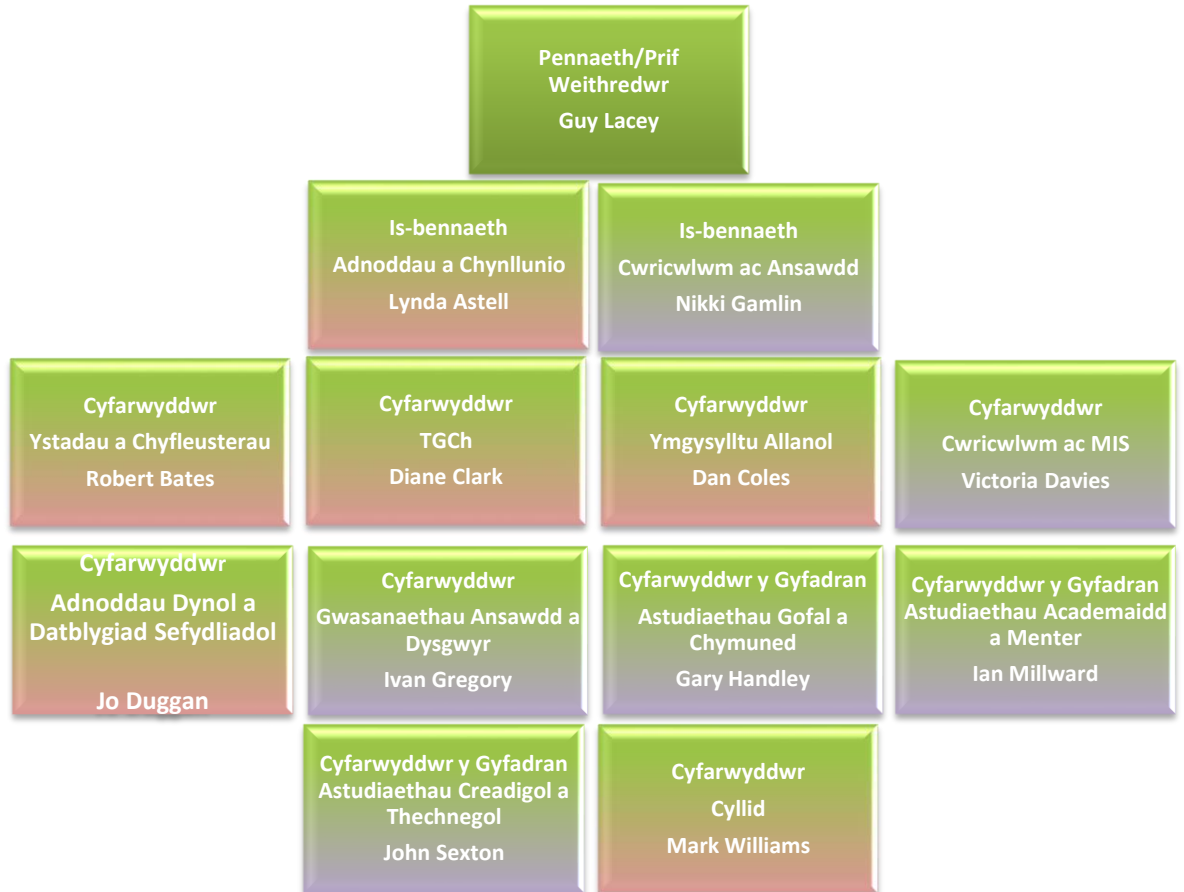 Pennaeth/Prif
Weithredwr
Guy Lacey
Is-bennaeth
Adnoddau a Chynllunio
Lynda Astell
Is-bennaeth
Cwricwlwm ac Ansawdd
Nikki Gamlin
Cyfarwyddwr
Ystadau a Chyfleusterau
Robert Bates
Cyfarwyddwr
TGCh
Diane Clark
Cyfarwyddwr
Ymgysylltu Allanol
Dan Coles
Cyfarwyddwr
Cwricwlwm ac MIS
Victoria Davies
Cyfarwyddwr
Adnoddau Dynol a
Datblygiad Sefydliadol
Jo Duggan
Cyfarwyddwr
Gwasanaethau Ansawdd a
Dysgwyr
Ivan Gregory
Cyfarwyddwr y Gyfadran
Astudiaethau Gofal a
Chymuned
Gary Handley
Cyfarwyddwr y Gyfadran
Astudiaethau Academaidd
a Menter
Ian Millward
Cyfarwyddwr y Gyfadran
Astudiaethau Creadigol a
Thechnegol
John Sexton
Cyfarwyddwr
Cyllid
Mark Williams